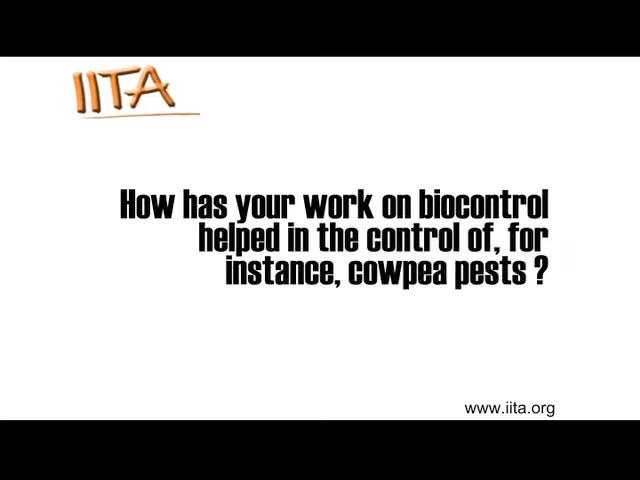 IITA
How has your work on biocontrol
helped in the control of, for
instance, cowpea pests ?
www.iita.org